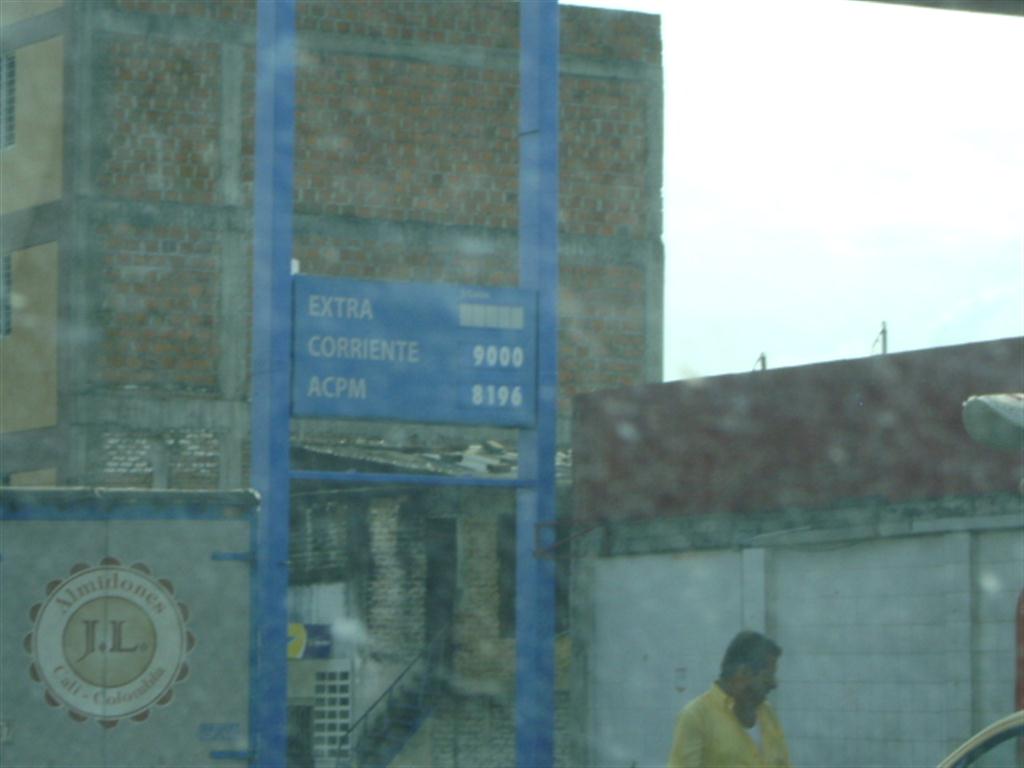 EXTRA
CORRIENTE 9000
ACPM 8196
Almidones
J.L.
Cali - Colombia